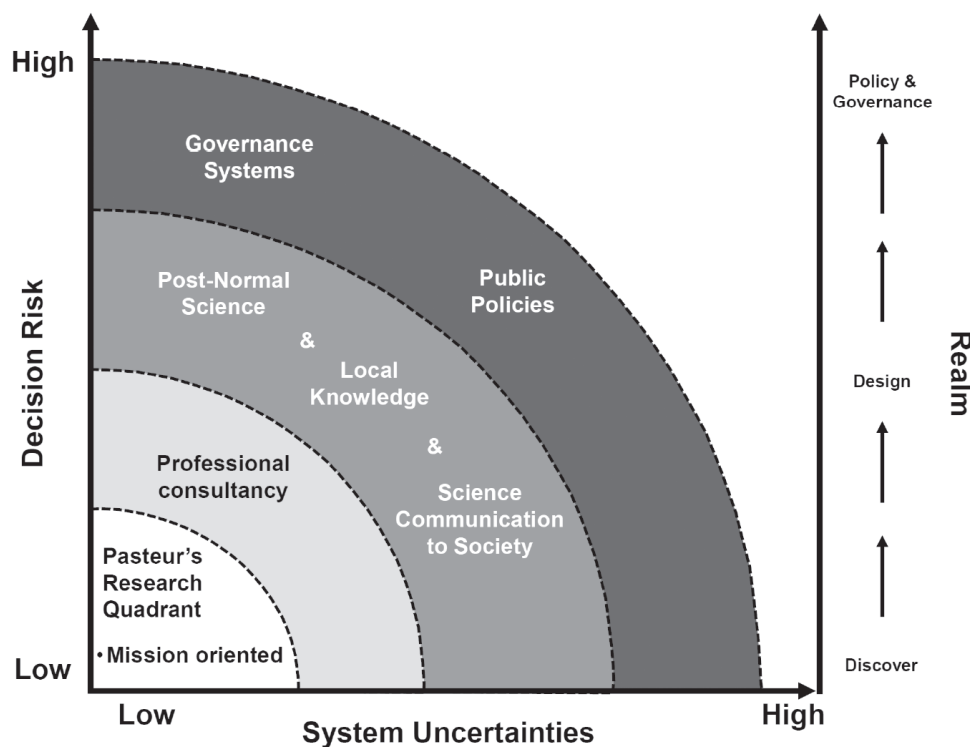 High
Policy &
Governance
Governance
Systems
Post-Normal
Science
Public
Policies
&
Local
Knowledge
Design
Decision Risk
Realm
&
Professional
consultancy
Science
Communication
to Society
Pasteur's
Research
Quadrant
• Mission oriented
Low
Discover
Low
High
System Uncertainties